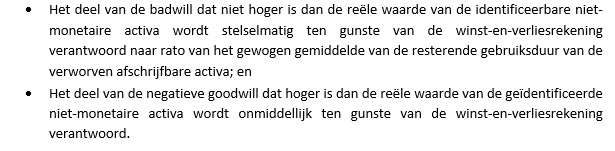 • Het deel van de badwill dat niet hoger is dan de reële waarde van de identificeerbare niet-
monetaire activa wordt stelselmatig ten gunste van de winst-en-verliesrekening
verantwoord naar rato van het gewogen gemiddelde van de resterende gebruiksduur van de
verworven afschrijfbare activa; en
• Het deel van de negatieve goodwill dat hoger is dan de reële waarde van de geïdentificeerde
niet-monetaire activa wordt onmiddellijk ten gunste van de winst-en-verliesrekening
verantwoord.